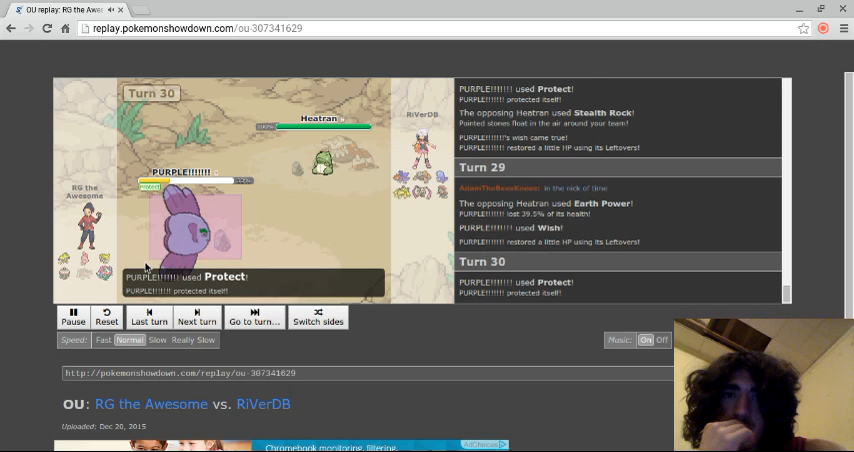 OU replay: RG the Awes
replay.pokemonshowdown.com/ou-307341629
Turn 30
Heatran
100%
RiVerDB
PURPLE!!!!!!!
Protect
RG the
Awesome
PURPLE!!!!!!! used Protect!
PURPLE!!!!!!! protected itself!
PURPLE!!!!!!! used Protect!
PURPLE!!!!!!! protected itself!
The opposing Heatran used Stealth Rock!
Pointed stones float in the air around your team!
PURPLE!!!!!!!'s wish came true!
PURPLE!!!!!!! restored a little HP using its Leftovers!
Turn 29
AdamTheBeesKnees: in the nick of time
The opposing Heatran used Earth Power!
PURPLE!!!!!!! lost 39.5% of its health!
PURPLE!!!!!!! used Wish!
PURPLE!!!!!!! restored a little HP using its Leftovers!
Turn 30
PURPLE!!!!!!! used Protect!
PURPLE!!!!!!! protected itself!
Pause
Reset
Last turn
Next turn
Go to turn...
Switch sides
Speed: Fast Normal Slow Really Slow
Music: On Off
http://pokemonshowdown.com/replay/ou-307341629
OU: RG the Awesome vs. RiVerDB
Uploaded: Dec 20, 2015
AdChoices
Chromebook monitoring, filtering,